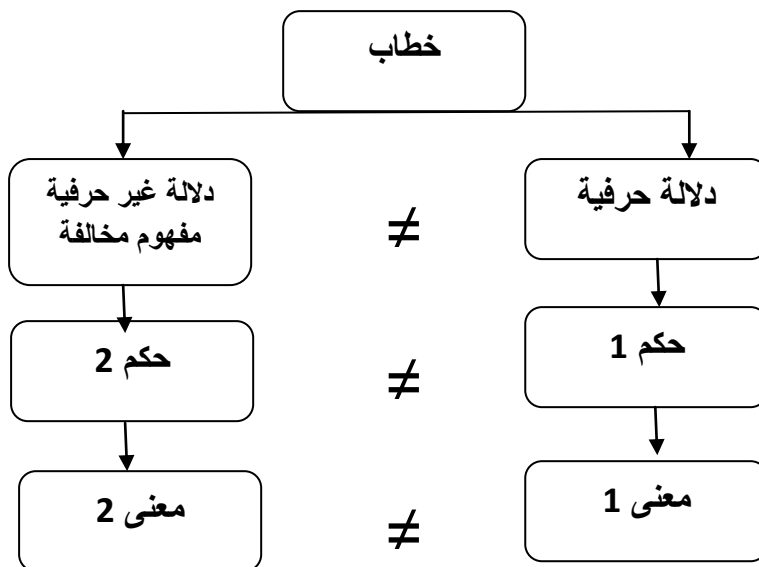 خطاب
دلالة حرفية
≠
دلالة غير حرفية
مفهوم مخالفة
حكم 1
≠
حكم 2
معنى 1
≠
معنى 2